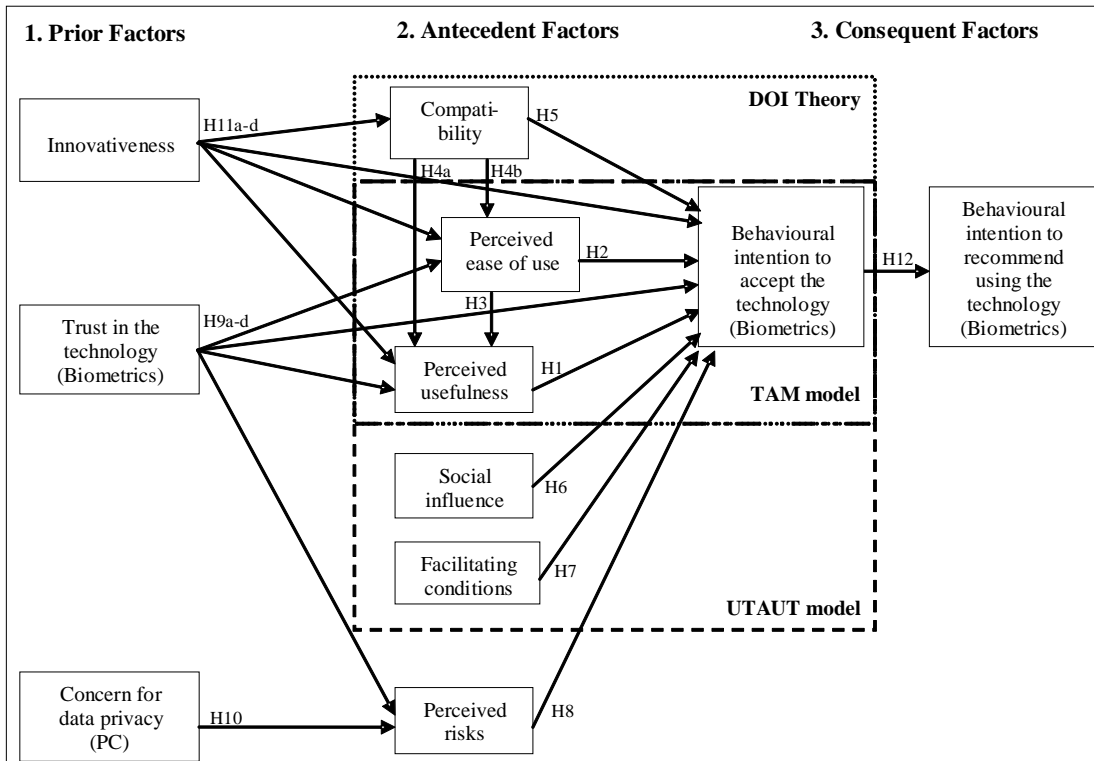 1. Prior Factors
2. Antecedent Factors
3. Consequent Factors
DOI Theory
Compati-
bility
H11a-d
H5
Innovativeness
H4a
H4b
Perceived
ease of use
H2
Behavioural
intention to
accept the
technology
(Biometrics)
H12
Behavioural
intention to
recommend
using the
technology
(Biometrics)
H9a-d
H3
Trust in the
technology
(Biometrics)
Perceived
usefulness
H1
TAM model
Social
influence
H6
Facilitating
conditions
H7
UTAUT model
Concern for
data privacy
(PC)
H10
Perceived
risks
H8